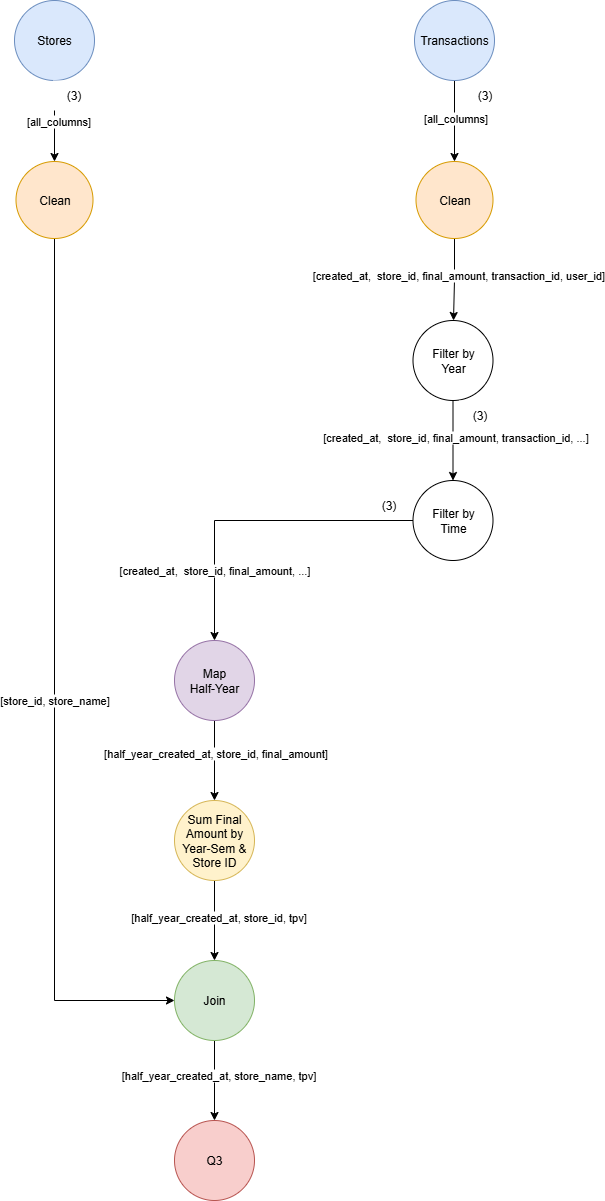 Stores
Transactions
(3)
(3)
[all_columns]
[all_columns]
Clean
Clean
[created_at,  store_id, final_amount, transaction_id, user_id]
Filter by
Year
(3)
[created_at,  store_id, final_amount, transaction_id, ...]
(3)
Filter by
Time
[created_at,  store_id, final_amount, ...]
Map
Half-Year
[store_id, store_name]
[half_year_created_at, store_id, final_amount]
Sum Final
Amount by
Year-Sem &
Store ID
[half_year_created_at, store_id, tpv]
Join
[half_year_created_at, store_name, tpv]
Q3